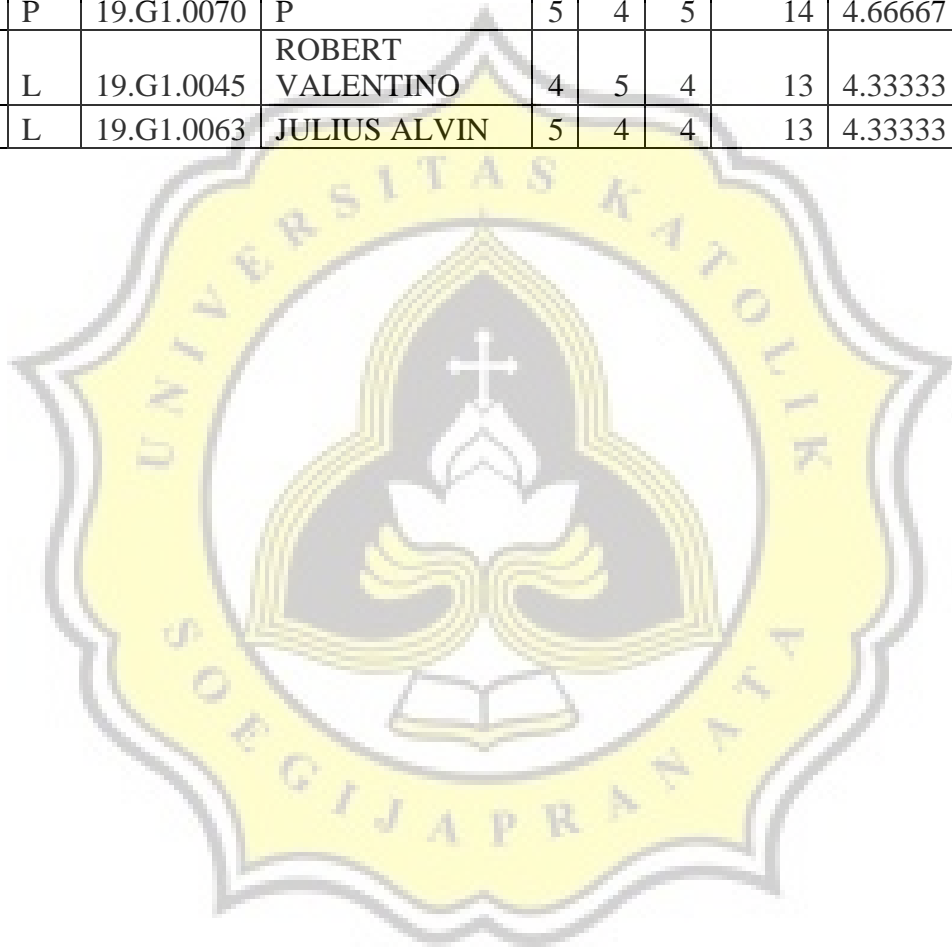 P 19.G1.0070 P 5 4 5 14 4.66667
ROBERT
L 19.G1.0045 VALENTINO 4 5 4 13 4.33333
L 19.G1.0063 JULIUS ALVIN 5 4 4 13 4.33333
UNIVERSITAS KATOLIK
SOEGIJAPRANATA